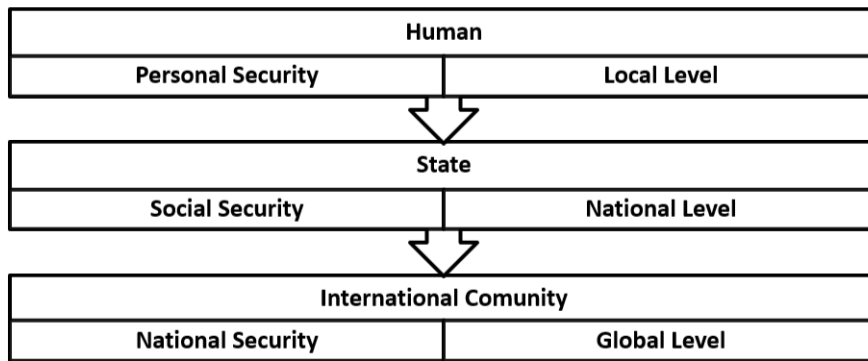 Human
Personal Security Local Level
State
Social Security National Level
International Comunity
National Security Global Level